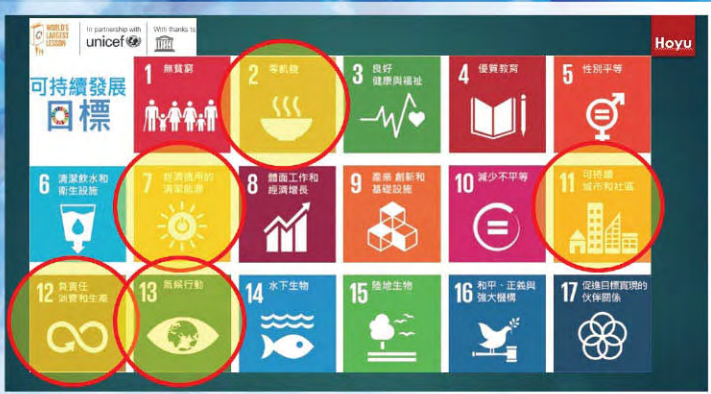 WORLD'S
LARGEST
LESSON
In partnership with
unicef
With thanks to
Hoyu
可持續發展
目標
1 無貧窮
2 零飢餓
3 良好
健康與福祉
4 優質教育
5 性別平等
6 清潔飲水和
衛生設施
7 經濟適用的
清潔能源
8 體面工作和
經濟增長
9 產業 創新和
基礎設施
10 減少不平等
11 可持續
城市和社區
12 負責任
消費和生產
13 氣候行動
14 水下生物
15 陸地生物
16 和平、正義與
強大機構
17 促進目標實現的
伙伴關係